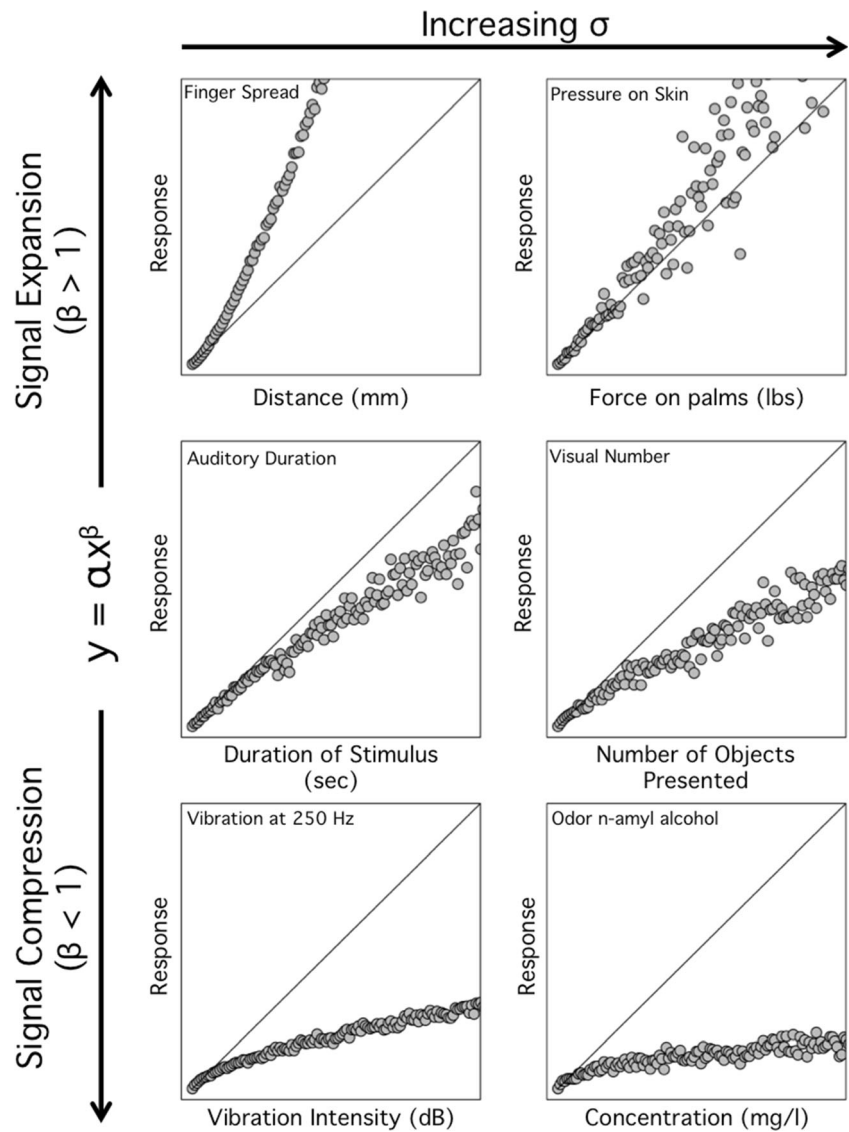 Increasing σ
Signal Expansion
(β > 1)
y = αxᵝ
Signal Compression
(β < 1)
Finger Spread
Response
Distance (mm)
Pressure on Skin
Response
Force on palms (lbs)
Auditory Duration
Response
Duration of Stimulus
(sec)
Visual Number
Response
Number of Objects
Presented
Vibration at 250 Hz
Response
Vibration Intensity (dB)
Odor n-amyl alcohol
Response
Concentration (mg/l)